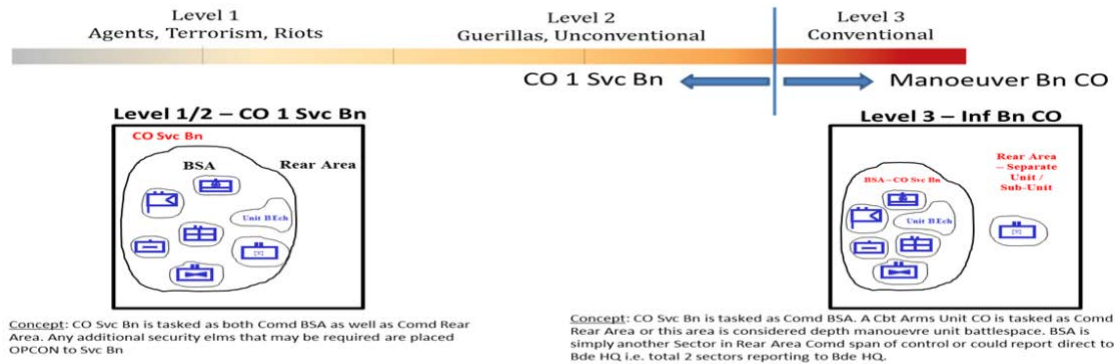 Level 1
Agents, Terrorism, Riots
Level 2
Guerillas, Unconventional
Level 3
Conventional
CO 1 Svc Bn
Manoeuver Bn CO
Level 1/2 – CO 1 Svc Bn
CO Svc Bn
BSA
Rear Area
Unit BEch
Concept: CO Svc Bn is tasked as both Comd BSA as well as Comd Rear
Area. Any additional security elms that may be required are placed
OPCON to Svc Bn
Level 3 – Inf Bn CO
Rear Area
– Separate
Unit /
Sub-Unit
BSA – CO Svc Bn
Unit BEch
Concept: CO Svc Bn is tasked as Comd BSA. A Cbt Arms Unit CO is tasked as Comd
Rear Area or this area is considered depth manouevre unit battlespace. BSA is
simply another Sector in Rear Area Comd span of control or could report direct to
Bde HQ i.e. total 2 sectors reporting to Bde HQ.